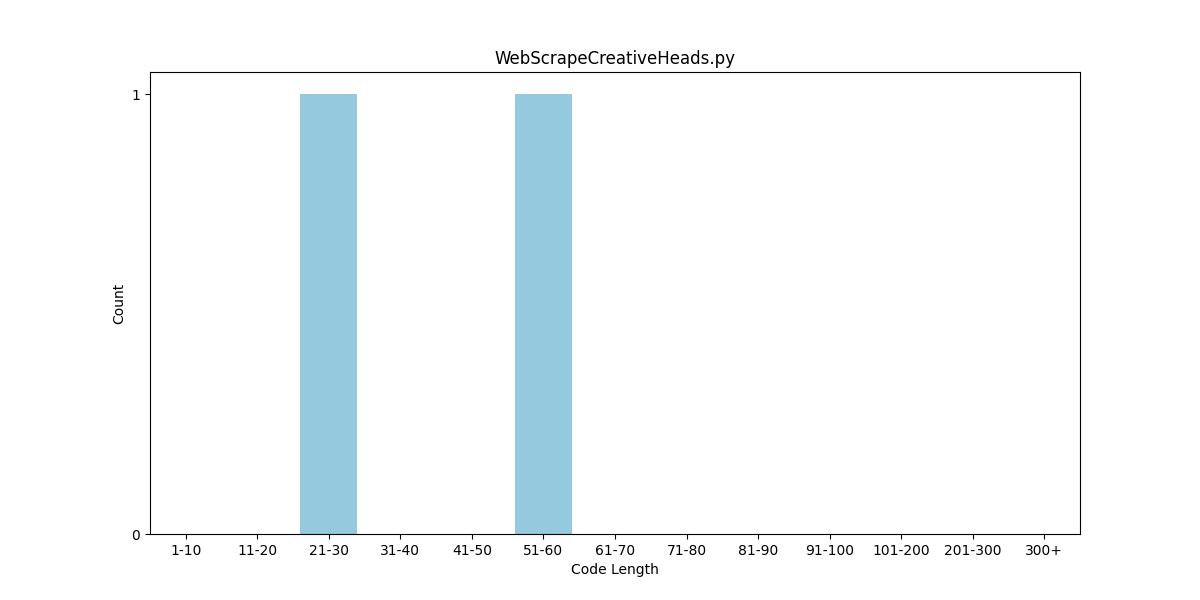 WebScrapeCreativeHeads.py
1
Count
0
1-10 11-20 21-30 31-40 41-50 51-60 61-70 71-80 81-90 91-100 101-200 201-300 300+
Code Length